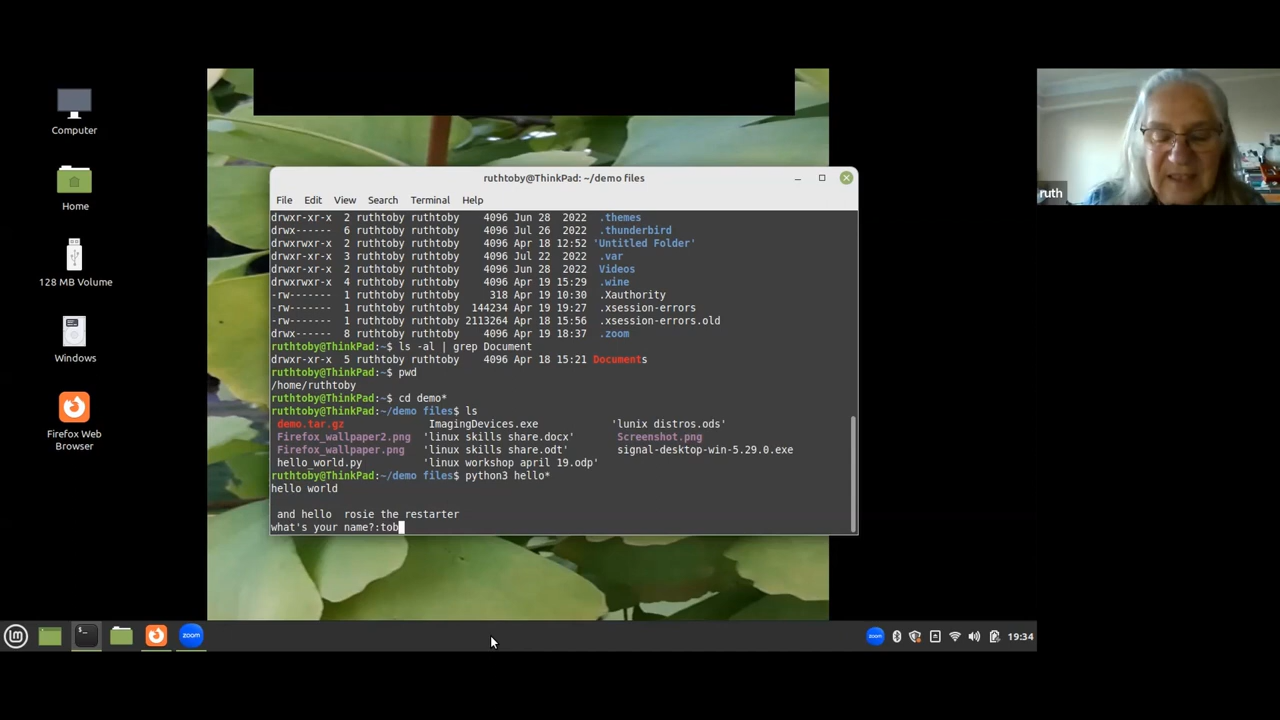 Computer
Home
128 MB Volume
Windows
Firefox Web
Browser
ruthtoby@ThinkPad: ~/demo files
File Edit View Search Terminal Help
drwxr-xr-x 2 ruthtoby ruthtoby 4096 Jun 28 2022 .themes
drwx------ 6 ruthtoby ruthtoby 4096 Jul 26 2022 .thunderbird
drwxrwxr-x 2 ruthtoby ruthtoby 4096 Apr 18 12:52 'Untitled Folder'
drwxr-xr-x 3 ruthtoby ruthtoby 4096 Jul 22 2022 .var
drwxr-xr-x 2 ruthtoby ruthtoby 4096 Jun 28 2022 Videos
drwxrwxr-x 4 ruthtoby ruthtoby 4096 Apr 15 15:29 .wine
-rw------- 1 ruthtoby ruthtoby 318 Apr 19 10:30 .Xauthority
-rw------- 1 ruthtoby ruthtoby 144234 Apr 19 19:27 .xsession-errors
-rw------- 1 ruthtoby ruthtoby 2113264 Apr 18 15:56 .xsession-errors.old
drwx------ 8 ruthtoby ruthtoby 4096 Apr 19 18:37 .zoom
ruthtoby@ThinkPad:~$ ls -al | grep Document
drwxr-xr-x 5 ruthtoby ruthtoby 4096 Apr 18 15:21 Documents
ruthtoby@ThinkPad:~$ pwd
/home/ruthtoby
ruthtoby@ThinkPad:~$ cd demo*
ruthtoby@ThinkPad:~/demo files$ ls
demo.tar.gz ImagingDevices.exe 'lunix distros.ods'
Firefox_wallpaper2.png 'linux skills share.docx' Screenshot.png
Firefox_wallpaper.png 'linux skills share.odt' signal-desktop-win-5.29.0.exe
hello_world.py 'linux workshop april 19.odp'
ruthtoby@ThinkPad:~/demo files$ python3 hello*
hello world
and hello rosie the restarter
what's your name?:tob
ruth
zoom
zoom
19:34